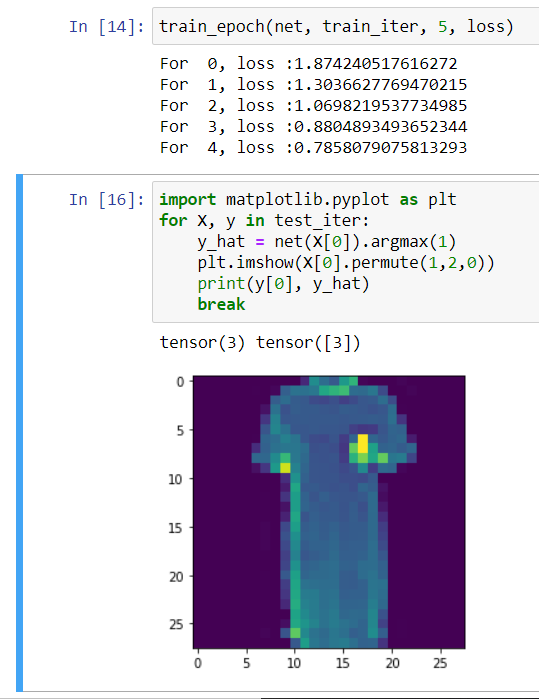 In [14]: train_epoch(net, train_iter, 5, loss)
For  0, loss :1.874240517616272
For  1, loss :1.3036627769470215
For  2, loss :1.0698219537734985
For  3, loss :0.8804893493652344
For  4, loss :0.7858079075813293
In [16]: import matplotlib.pyplot as plt
for X, y in test_iter:
    y_hat = net(X[0]).argmax(1)
    plt.imshow(X[0].permute(1,2,0))
    print(y[0], y_hat)
    break
tensor(3) tensor([3])
0
5
10
15
20
25
0 5 10 15 20 25